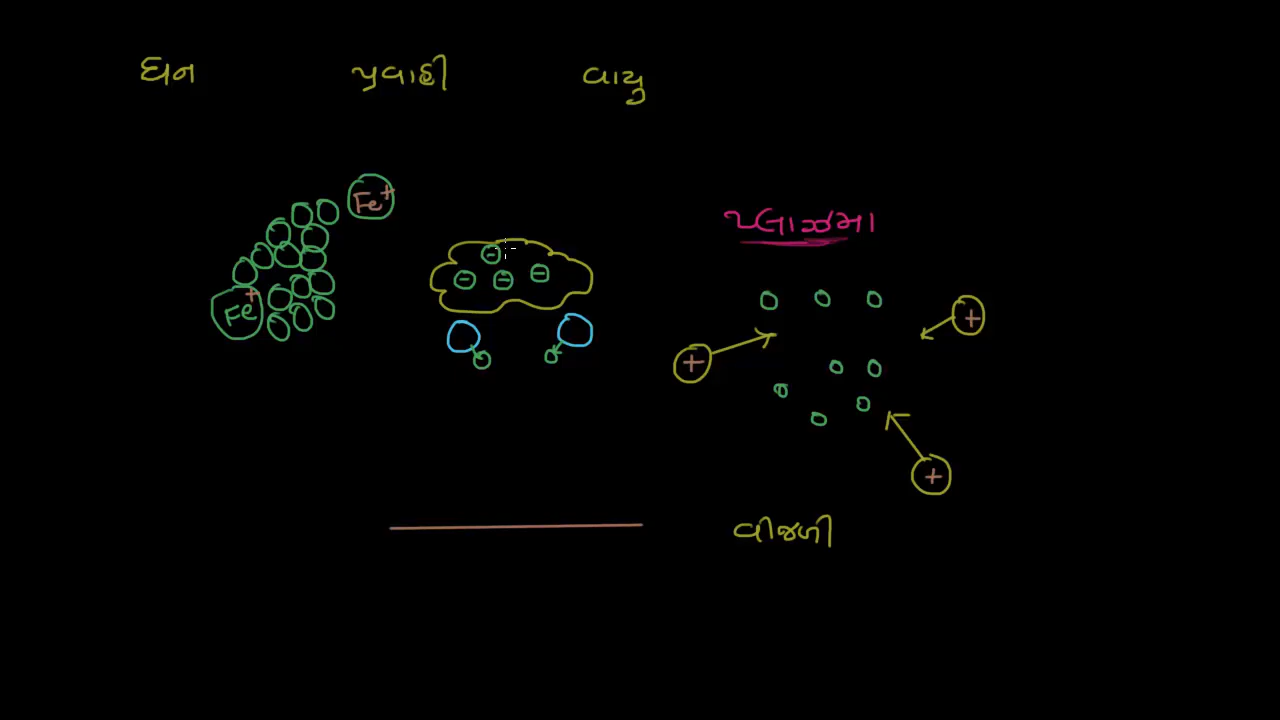 ઘન પ્રવાહી વાયુ
Fe+
પ્લાઝ્મા
Fe+
- - - -
+ + +
વીજળી